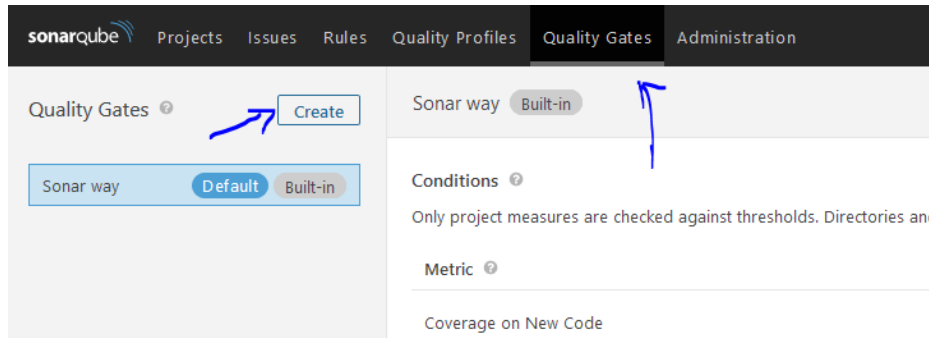 sonarqube Projects Issues Rules Quality Profiles Quality Gates Administration
Quality Gates ? Create
Sonar way Default Built-in
Sonar way Built-in
Conditions ?
Only project measures are checked against thresholds. Directories an
Metric ?
Coverage on New Code